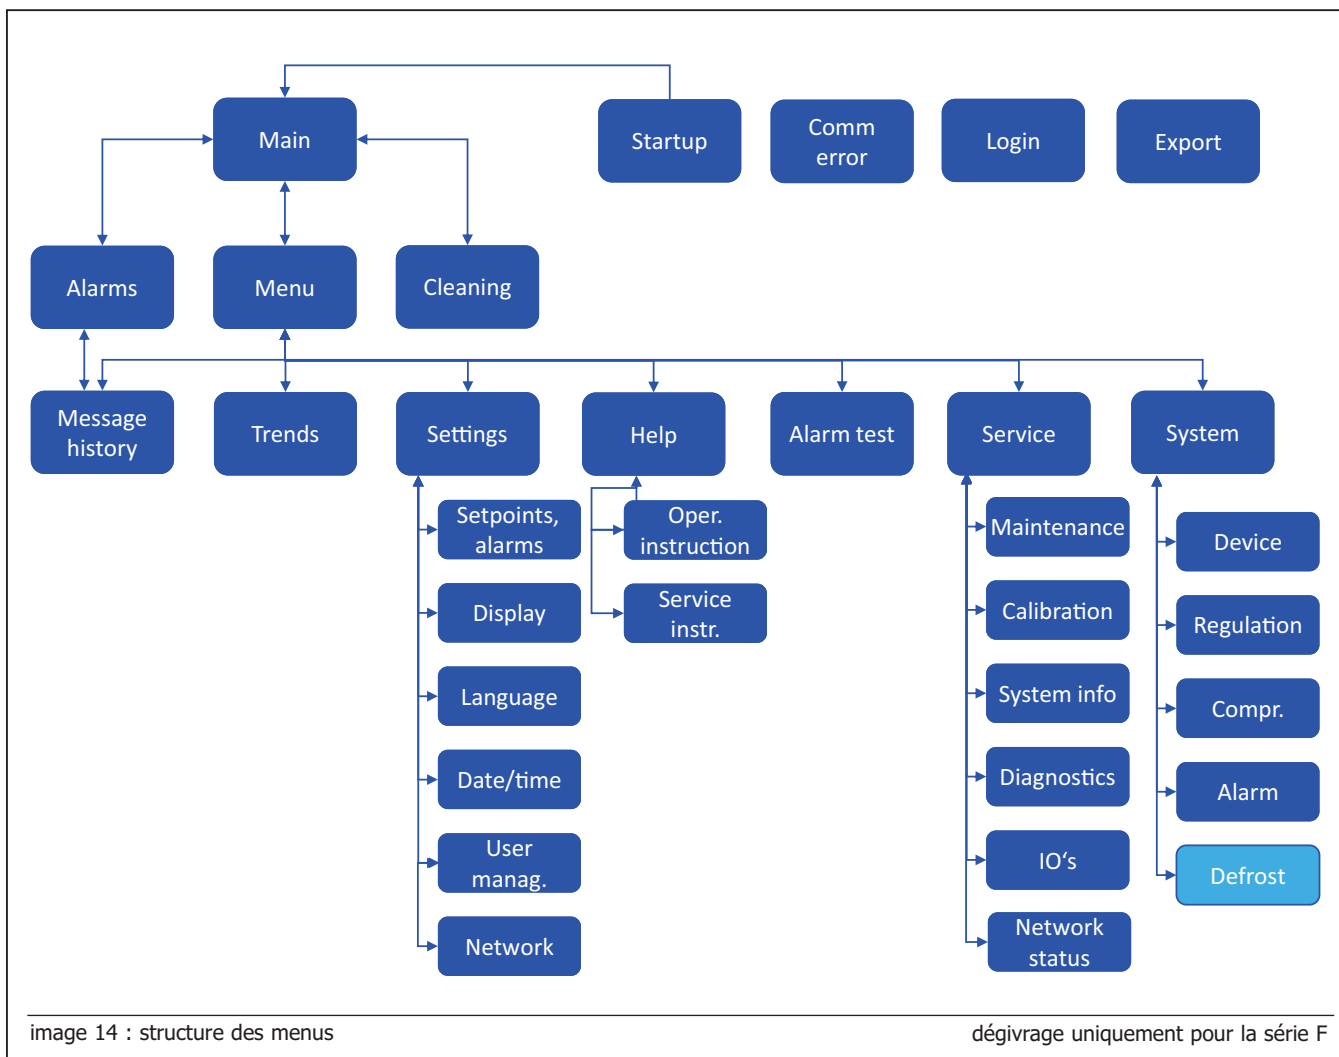 Main
Startup
Comm
error
Login
Export
Alarms
Menu
Cleaning
Message
history
Trends
Settings
Help
Alarm test
Service
System
Setpoints,
alarms
Display
Language
Date/time
User
manag.
Network
Oper.
instruction
Service
instr.
Maintenance
Calibration
System info
Diagnostics
IO‘s
Network
status
Device
Regulation
Compr.
Alarm
Defrost
image 14 : structure des menus
dégivrage uniquement pour la série F